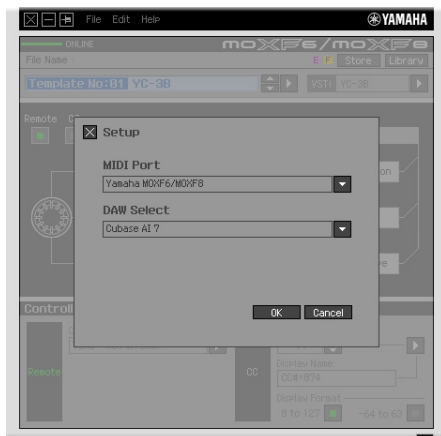 File Edit Help
YAMAHA
ONLINE
MOXF6/MOXF8
File Name :
E F Store Library
Template No:01 YC-3B
VSTi YC-3B
Remote
Setup
MIDI Port
Yamaha MOXF6/MOXF8
DAW Select
Cubase AI 7
OK Cancel
Controll
Remote
CC
Display Name
CC#+074
Display Format
0 to 127 -64 to 63